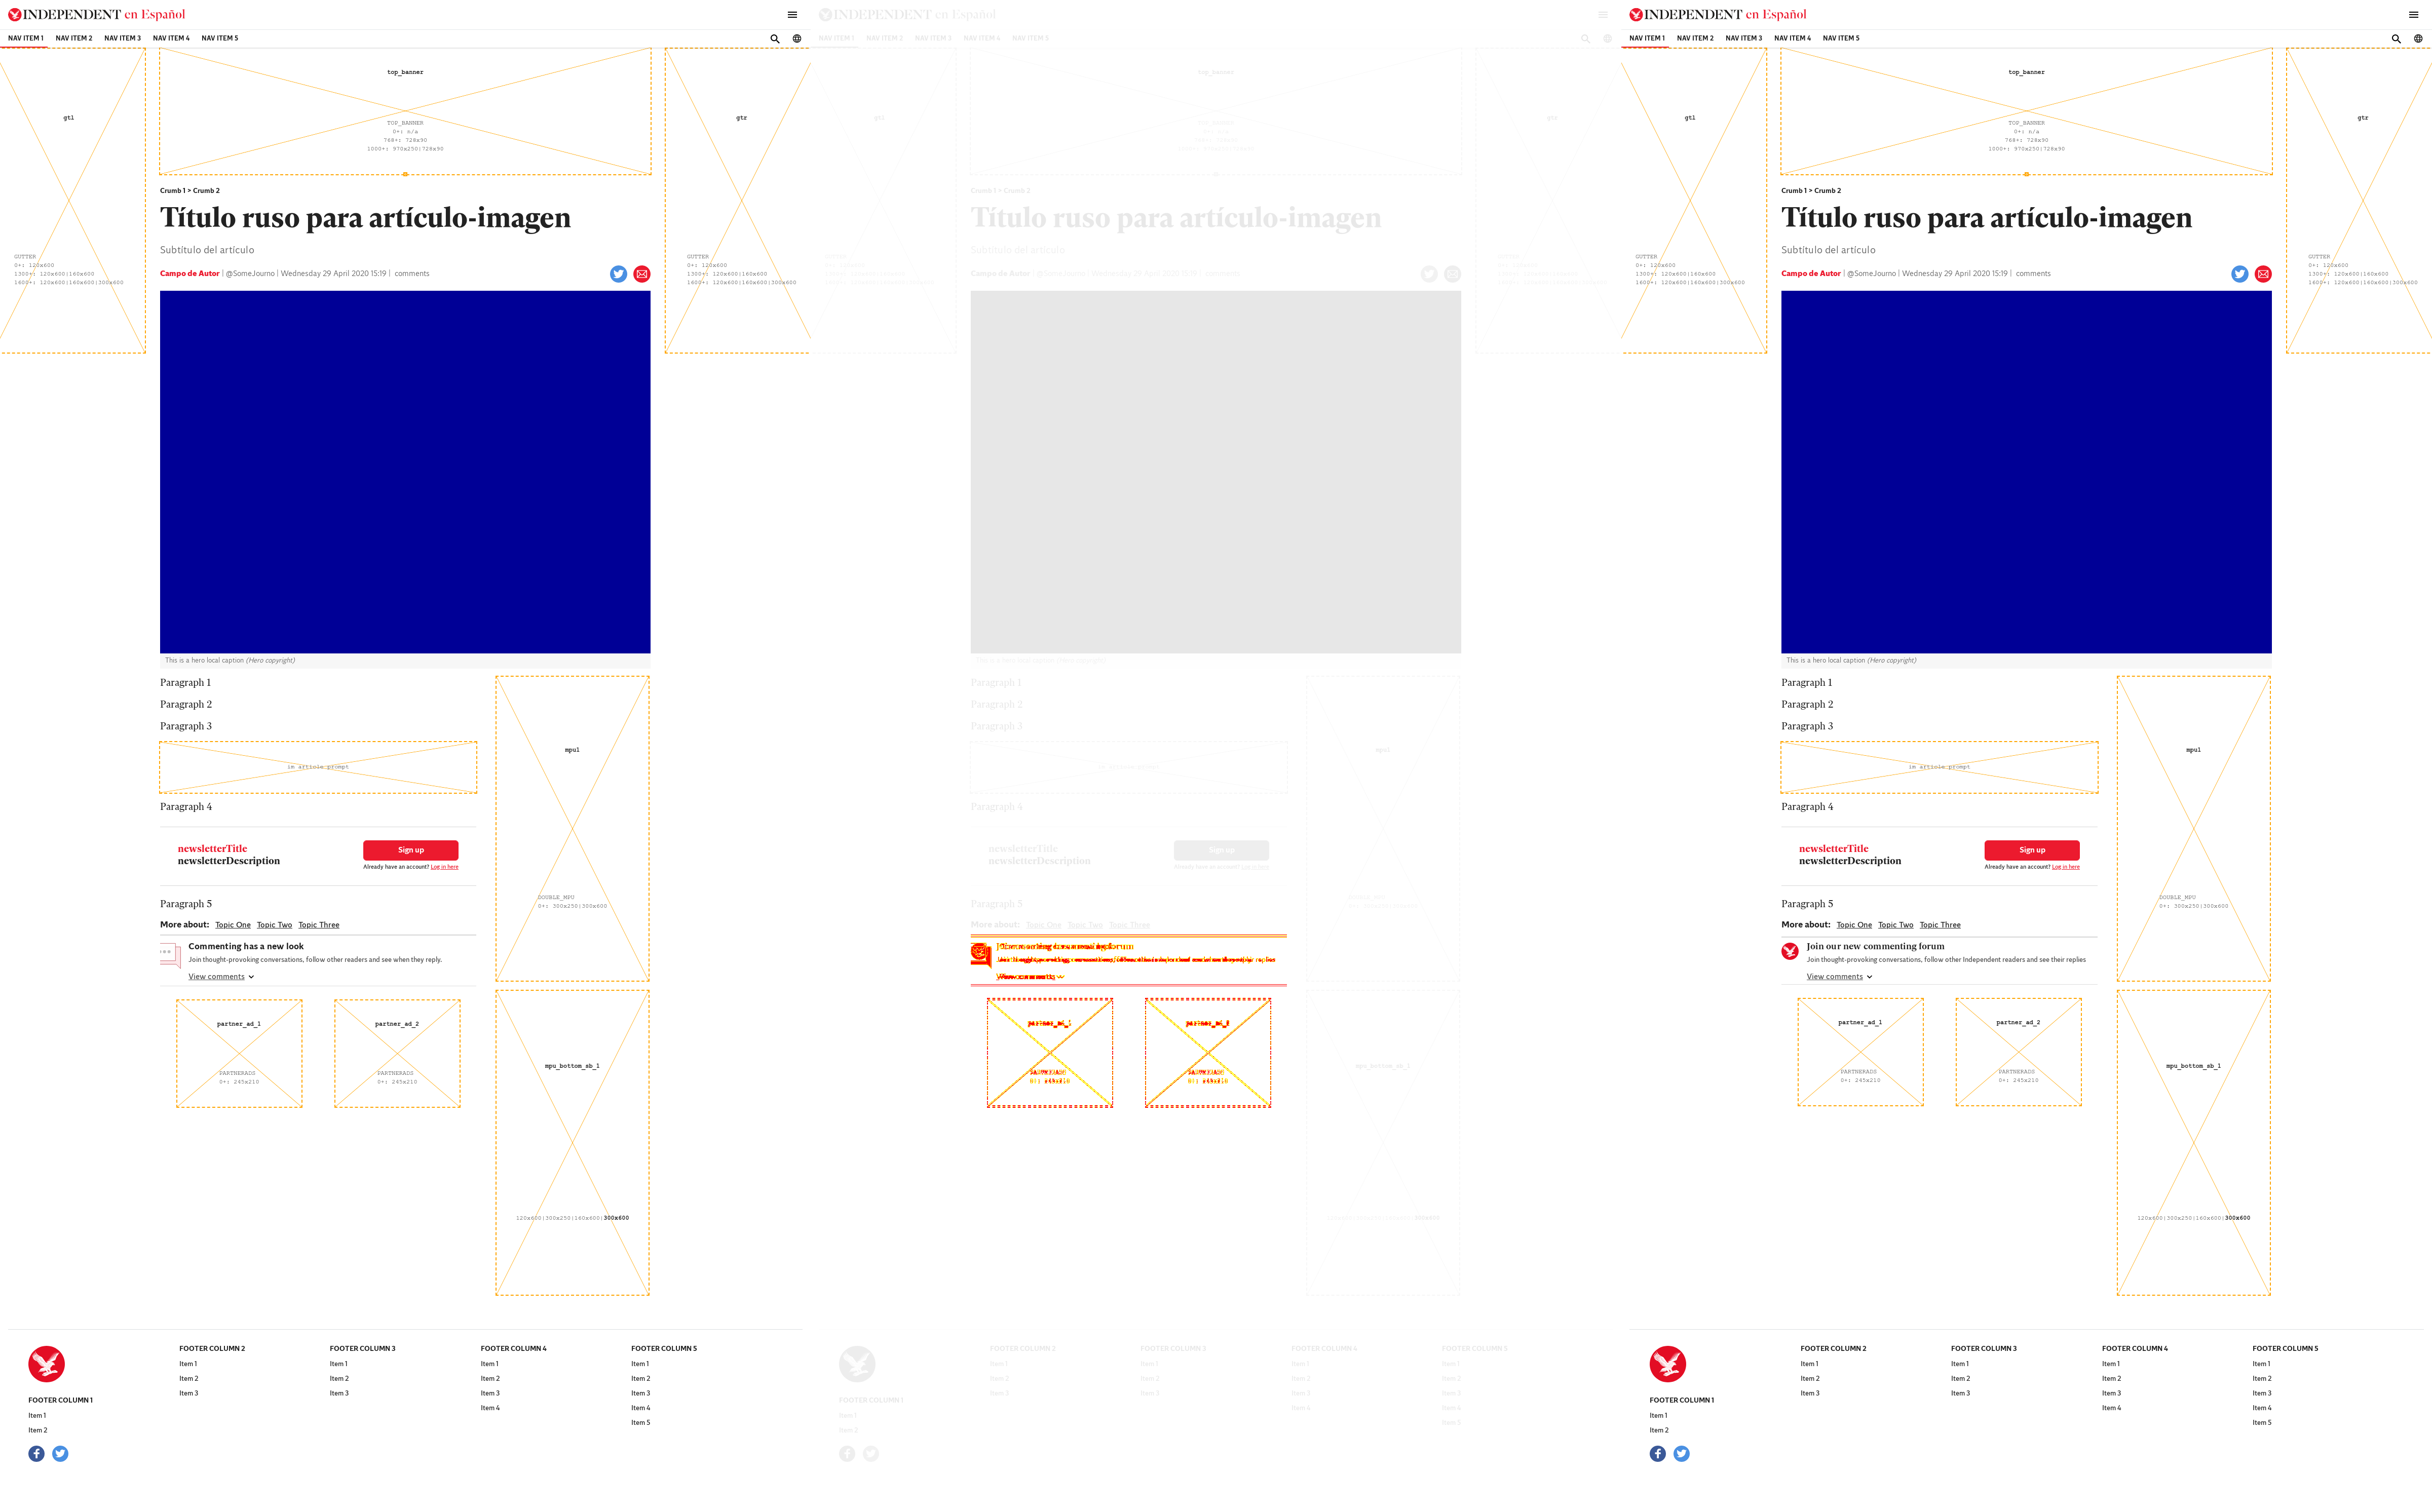 INDEPENDENT en Español
NAV ITEM 1 NAV ITEM 2 NAV ITEM 3 NAV ITEM 4 NAV ITEM 5
top_banner
gtl
gtr
TOP_BANNER
0+: n/a
768+: 728x90
1000+: 970x250|728x90
Crumb 1 > Crumb 2
Título ruso para artículo-imagen
Subtítulo del artículo
GUTTER
0+: 120x600
1300+: 120x600|160x600
1600+: 120x600|160x600|300x600
GUTTER
0+: 120x600
1300+: 120x600|160x600
1600+: 120x600|160x600|300x600
Campo de Autor | @SomeJourno | Wednesday 29 April 2020 15:19 | comments
This is a hero local caption (Hero copyright)
Paragraph 1
Paragraph 2
Paragraph 3
mpu1
in article prompt
Paragraph 4
newsletterTitle
newsletterDescription
Sign up
Already have an account? Log in here
DOUBLE_MPU
0+: 300x250|300x600
Paragraph 5
More about: Topic One Topic Two Topic Three
Commenting has a new look
Join thought-provoking conversations, follow other readers and see when they reply.
View comments
partner_ad_1
partner_ad_2
PARTNERADS
0+: 245x210
PARTNERADS
0+: 245x210
mpu_bottom_sb_1
120x600|300x250|160x600|300x600
FOOTER COLUMN 1
Item 1
Item 2
FOOTER COLUMN 2
Item 1
Item 2
Item 3
FOOTER COLUMN 3
Item 1
Item 2
Item 3
FOOTER COLUMN 4
Item 1
Item 2
Item 3
Item 4
FOOTER COLUMN 5
Item 1
Item 2
Item 3
Item 4
Item 5
INDEPENDENT en Español
NAV ITEM 1 NAV ITEM 2 NAV ITEM 3 NAV ITEM 4 NAV ITEM 5
Crumb 1 > Crumb 2
Título ruso para artículo-imagen
Subtítulo del artículo
Campo de Autor | @SomeJourno | Wednesday 29 April 2020 15:19 | comments
Paragraph 1
Paragraph 2
Paragraph 3
Paragraph 4
newsletterTitle
newsletterDescription
Sign up
Paragraph 5
More about: Topic One Topic Two Topic Three
FOOTER COLUMN 1
Item 1
Item 2
FOOTER COLUMN 2
Item 1
Item 2
Item 3
FOOTER COLUMN 3
Item 1
Item 2
Item 3
FOOTER COLUMN 4
Item 1
Item 2
Item 3
Item 4
FOOTER COLUMN 5
Item 1
Item 2
Item 3
Item 4
Item 5
INDEPENDENT en Español
NAV ITEM 1 NAV ITEM 2 NAV ITEM 3 NAV ITEM 4 NAV ITEM 5
top_banner
gtl
gtr
TOP_BANNER
0+: n/a
768+: 728x90
1000+: 970x250|728x90
Crumb 1 > Crumb 2
Título ruso para artículo-imagen
Subtítulo del artículo
GUTTER
0+: 120x600
1300+: 120x600|160x600
1600+: 120x600|160x600|300x600
GUTTER
0+: 120x600
1300+: 120x600|160x600
1600+: 120x600|160x600|300x600
Campo de Autor | @SomeJourno | Wednesday 29 April 2020 15:19 | comments
This is a hero local caption (Hero copyright)
Paragraph 1
Paragraph 2
Paragraph 3
mpu1
in article prompt
Paragraph 4
newsletterTitle
newsletterDescription
Sign up
Already have an account? Log in here
DOUBLE_MPU
0+: 300x250|300x600
Paragraph 5
More about: Topic One Topic Two Topic Three
Join our new commenting forum
Join thought-provoking conversations, follow other Independent readers and see their replies
View comments
partner_ad_1
partner_ad_2
PARTNERADS
0+: 245x210
PARTNERADS
0+: 245x210
mpu_bottom_sb_1
120x600|300x250|160x600|300x600
FOOTER COLUMN 1
Item 1
Item 2
FOOTER COLUMN 2
Item 1
Item 2
Item 3
FOOTER COLUMN 3
Item 1
Item 2
Item 3
FOOTER COLUMN 4
Item 1
Item 2
Item 3
Item 4
FOOTER COLUMN 5
Item 1
Item 2
Item 3
Item 4
Item 5